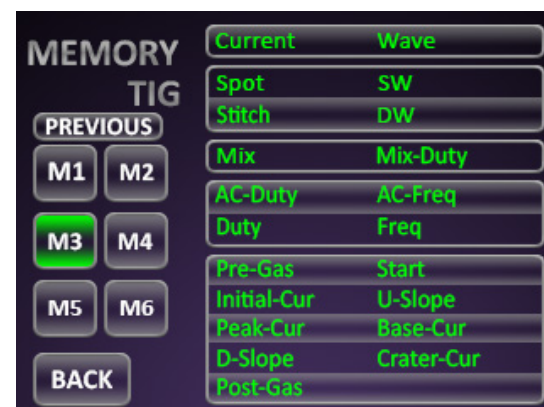 MEMORY
TIG
PREVIOUS
M1 M2
M3 M4
M5 M6
BACK
Current Wave
Spot SW
Stitch DW
Mix Mix-Duty
AC-Duty AC-Freq
Duty Freq
Pre-Gas Start
Initial-Cur U-Slope
Peak-Cur Base-Cur
D-Slope Crater-Cur
Post-Gas